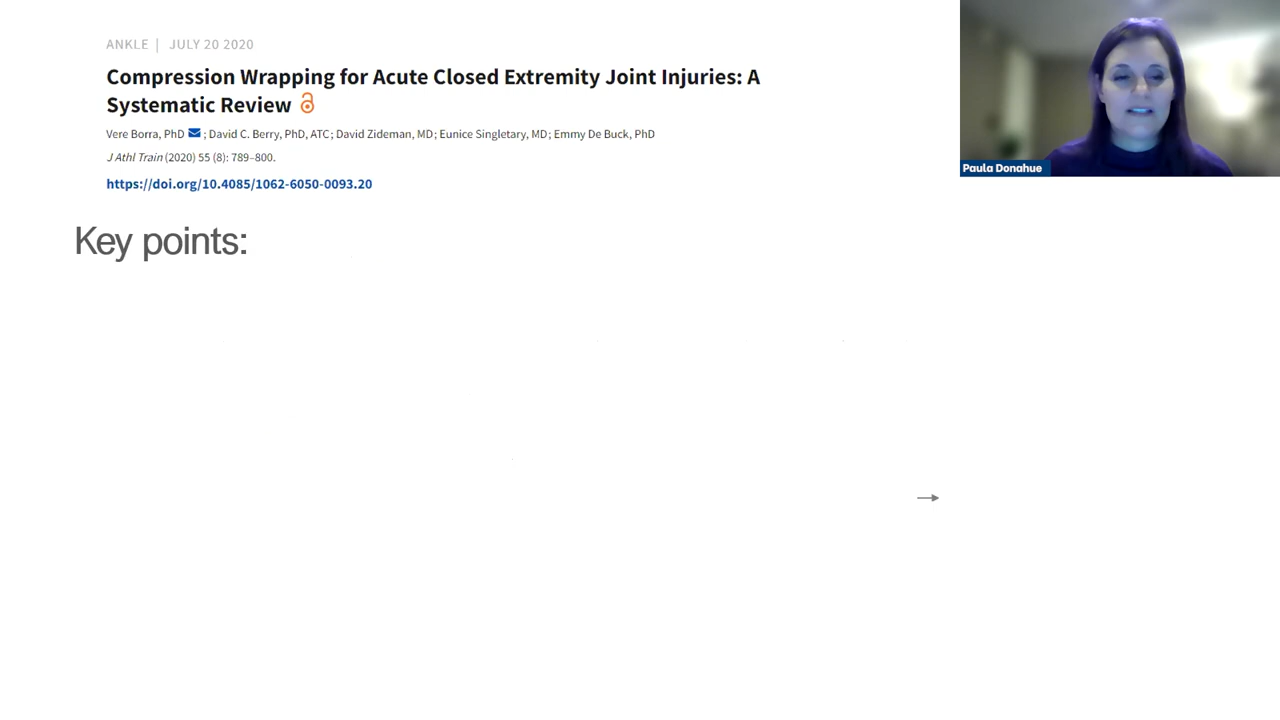 ANKLE | JULY 20 2020
Compression Wrapping for Acute Closed Extremity Joint Injuries: A
Systematic Review
Vere Borra, PhD ; David C. Berry, PhD, ATC; David Zideman, MD; Eunice Singletary, MD; Emmy De Buck, PhD
J Athl Train (2020) 55 (8): 789–800.
https://doi.org/10.4085/1062-6050-0093.20
Key points:
Paula Donahue